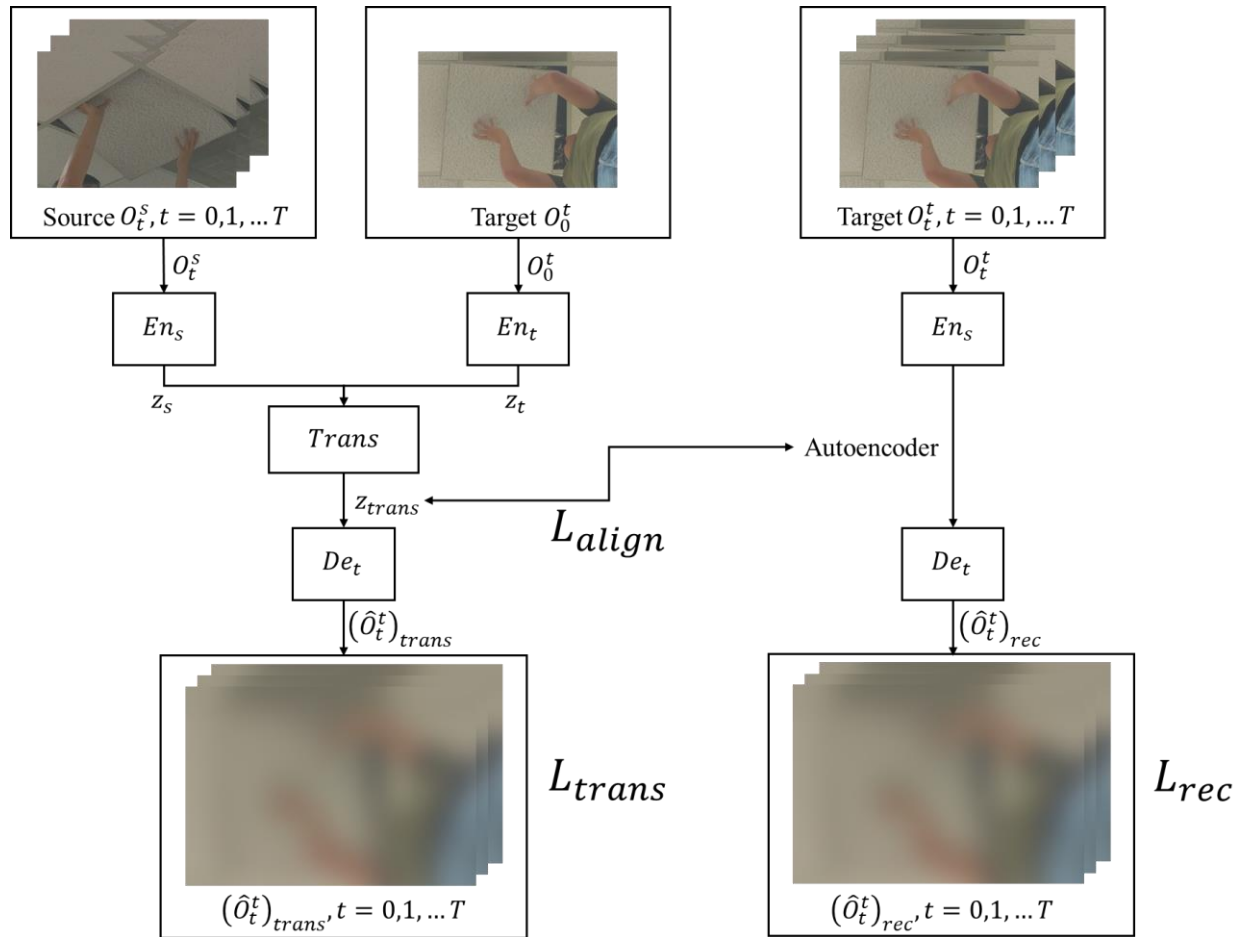 Source O_t^s, t = 0,1, … T
Target O_0^t
Target O_t^t, t = 0,1, … T
O_t^s
O_0^t
O_t^t
En_s
En_t
En_s
z_s
z_t
Trans
Autoencoder
z_trans
L_align
De_t
De_t
(Ô_t^t)_trans
(Ô_t^t)_rec
L_trans
L_rec
(Ô_t^t)_trans, t = 0,1, … T
(Ô_t^t)_rec, t = 0,1, … T